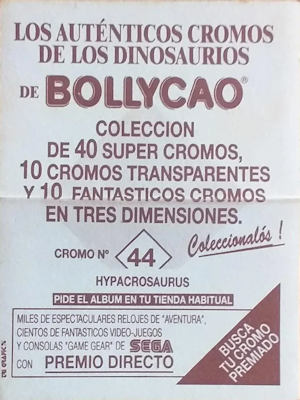 LOS AUTÉNTICOS CROMOS
DE LOS DINOSAURIOS
DE BOLLYCAO®
COLECCION
DE 40 SUPER CROMOS,
10 CROMOS TRANSPARENTES
Y 10 FANTASTICOS CROMOS
EN TRES DIMENSIONES.
Coleccionalós !
CROMO Nº 44
HYPACROSAURUS
PIDE EL ALBUM EN TU TIENDA HABITUAL
MILES DE ESPECTACULARES RELOJES DE "AVENTURA",
CIENTOS DE FANTASTICOS VIDEO-JUEGOS
Y CONSOLAS "GAME GEAR" DE SEGA
CON PREMIO DIRECTO
BUSCA
TU CROMO
PREMIADO